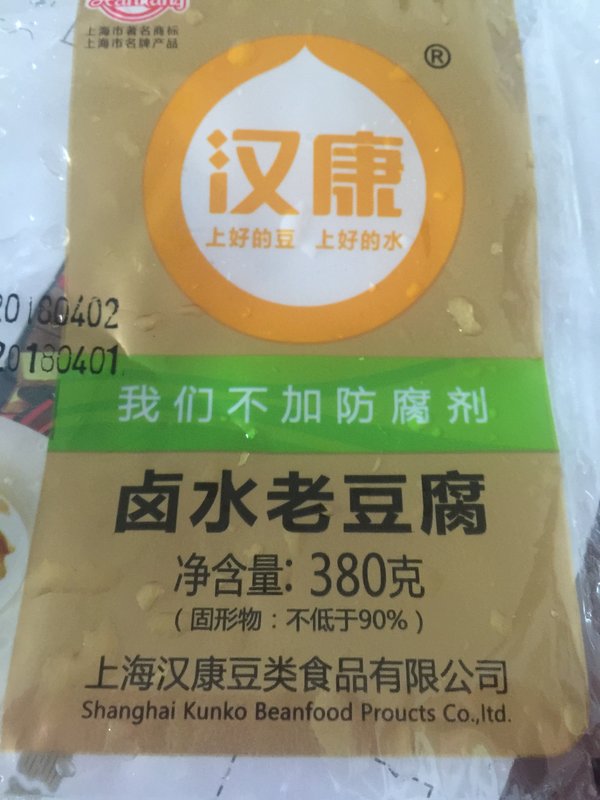 上海市著名商标
上海市名牌产品
®
汉康
上好的豆 上好的水
20180402
20180401
我们不加防腐剂
卤水老豆腐
净含量: 380克
(固形物:不低于90%)
上海汉康豆类食品有限公司
Shanghai Kunko Beanfood Proucts Co.,ltd.